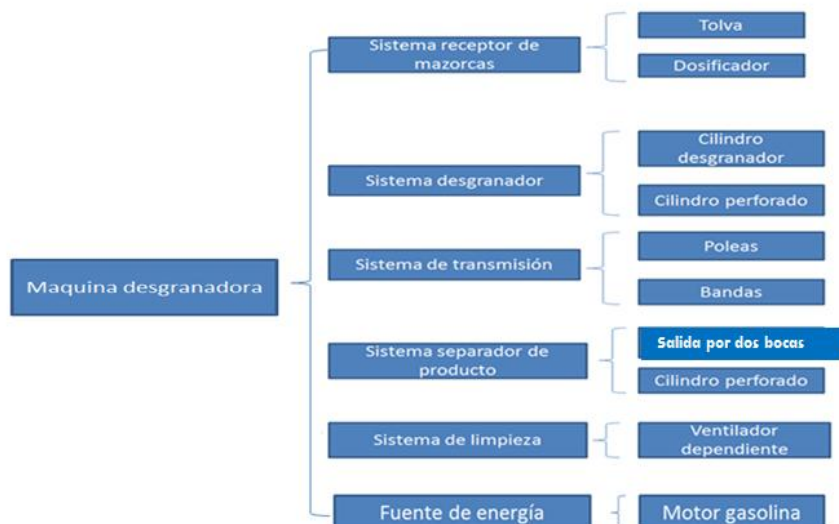 Maquina desgranadora
Sistema receptor de
mazorcas
Tolva
Dosificador
Sistema desgranador
Cilindro
desgranador
Cilindro perforado
Sistema de transmisión
Poleas
Bandas
Sistema separador de
producto
Salida por dos bocas
Cilindro perforado
Sistema de limpieza
Ventilador
dependiente
Fuente de energía
Motor gasolina